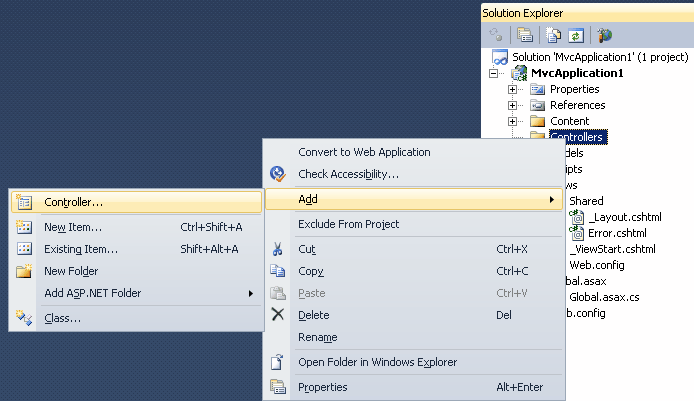 Solution Explorer
Solution 'MvcApplication1' (1 project)
MvcApplication1
Properties
References
Content
Controllers
dels
ipts
ws
Shared
_Layout.cshtml
Error.cshtml
_ViewStart.cshtml
Web.config
bal.asax
Global.asax.cs
b.config
Convert to Web Application
Check Accessibility...
Add
Exclude From Project
Cut Ctrl+X
Copy Ctrl+C
Paste Ctrl+V
Delete Del
Rename
Open Folder in Windows Explorer
Properties Alt+Enter
Controller...
New Item... Ctrl+Shift+A
Existing Item... Shift+Alt+A
New Folder
Add ASP.NET Folder
Class...